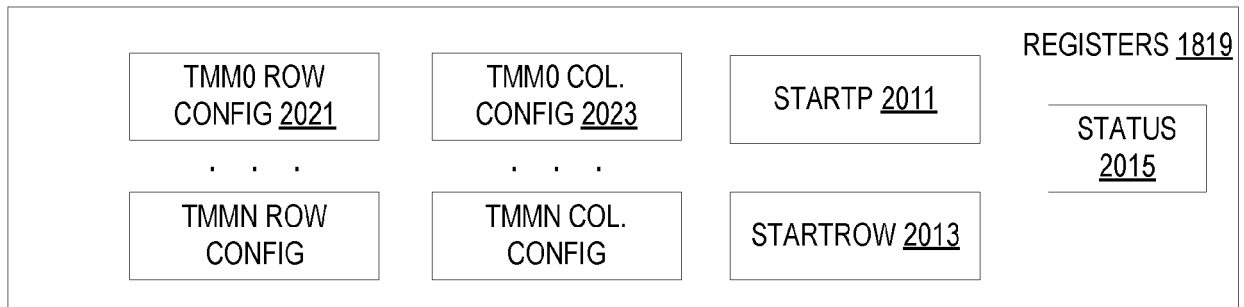 REGISTERS 1819
TMM0 ROW
CONFIG 2021
TMM0 COL.
CONFIG 2023
STARTP 2011
STATUS
2015
. . .
. . .
TMMN ROW
CONFIG
TMMN COL.
CONFIG
STARTROW 2013